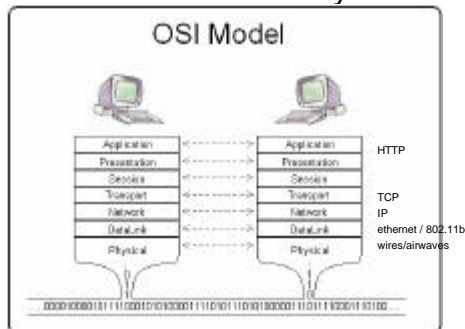 OSI Model
Application Application HTTP
Presentation Presentation
Session Session
Transport Transport TCP
Network Network IP
DataLink DataLink ethernet / 802.11b
Physical Physical wires/airwaves